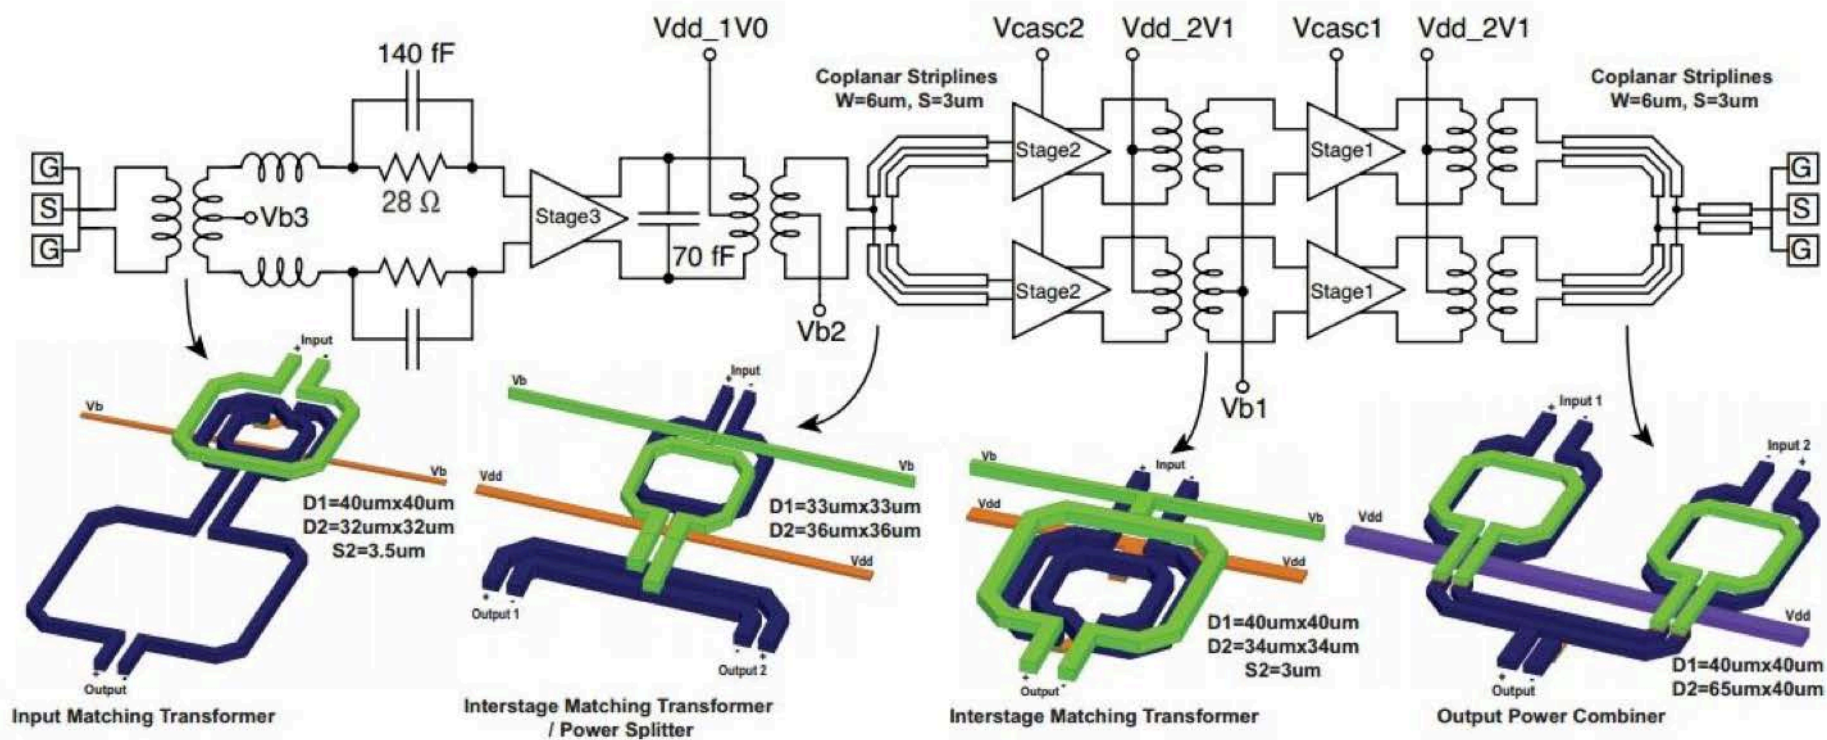 Vdd_1V0
Vcasc2
Vdd_2V1
Vcasc1
Vdd_2V1
140 fF
Coplanar Striplines
W=6um, S=3um
Coplanar Striplines
W=6um, S=3um
G
S
G
Vb3
28 Ω
Stage3
70 fF
Vb2
Stage2
Stage2
Stage1
Stage1
Vb1
G
S
G
+ Input -
Vb
Vb
D1=40umx40um
D2=32umx32um
S2=3.5um
+ -
Output
Input Matching Transformer
Vb
+ Input -
Vb
Vdd
D1=33umx33um
D2=36umx36um
Vdd
+ -
Output 1
- +
Output 2
Interstage Matching Transformer
/ Power Splitter
Vb
+ Input -
Vdd
Vb
Vdd
D1=40umx40um
D2=34umx34um
S2=3um
+ Output -
Interstage Matching Transformer
+ Input 1 -
Input 2
- +
Vdd
Vdd
D1=40umx40um
D2=65umx40um
+ -
Output
Output Power Combiner